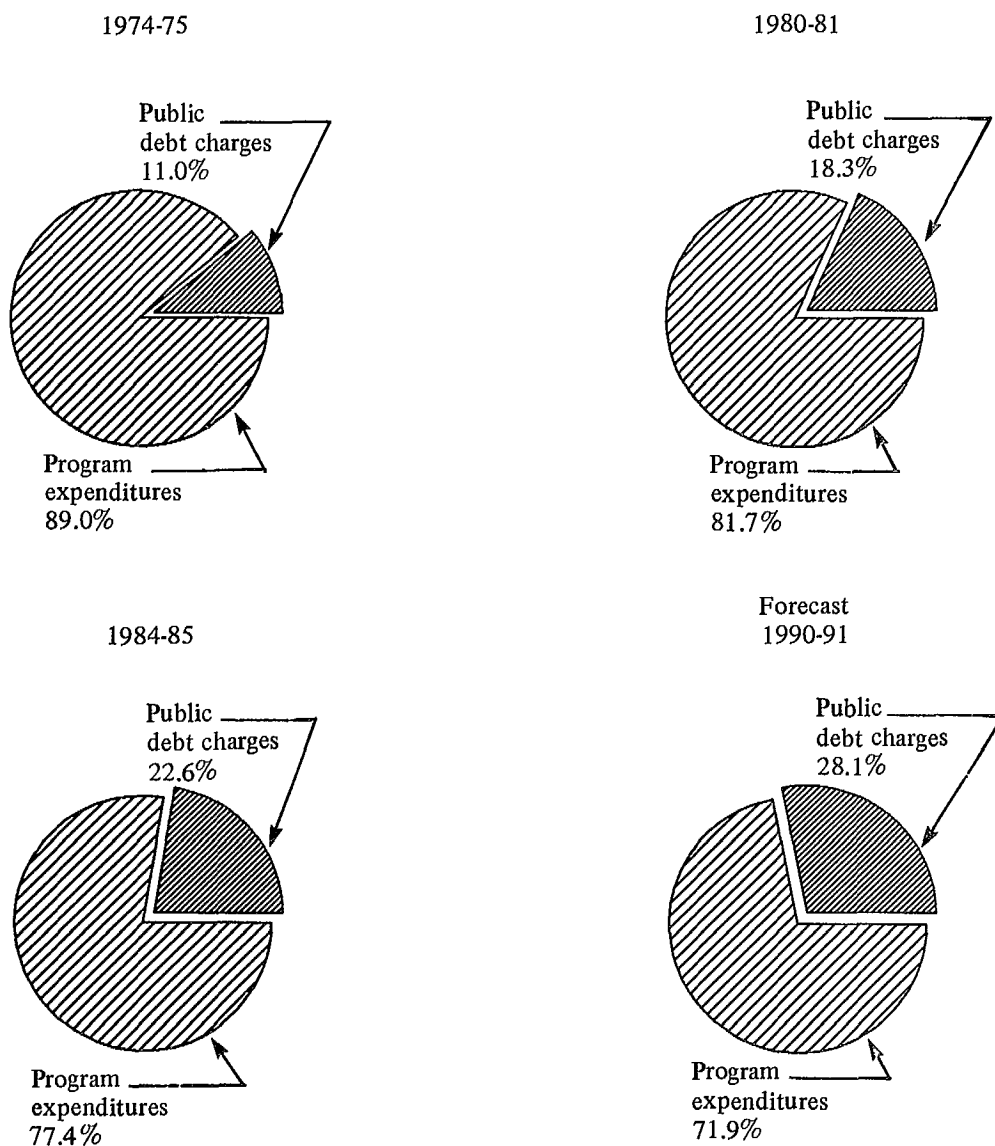 1974-75
Public
debt charges
11.0%
Program
expenditures
89.0%
1980-81
Public
debt charges
18.3%
Program
expenditures
81.7%
1984-85
Public
debt charges
22.6%
Program
expenditures
77.4%
Forecast
1990-91
Public
debt charges
28.1%
Program
expenditures
71.9%